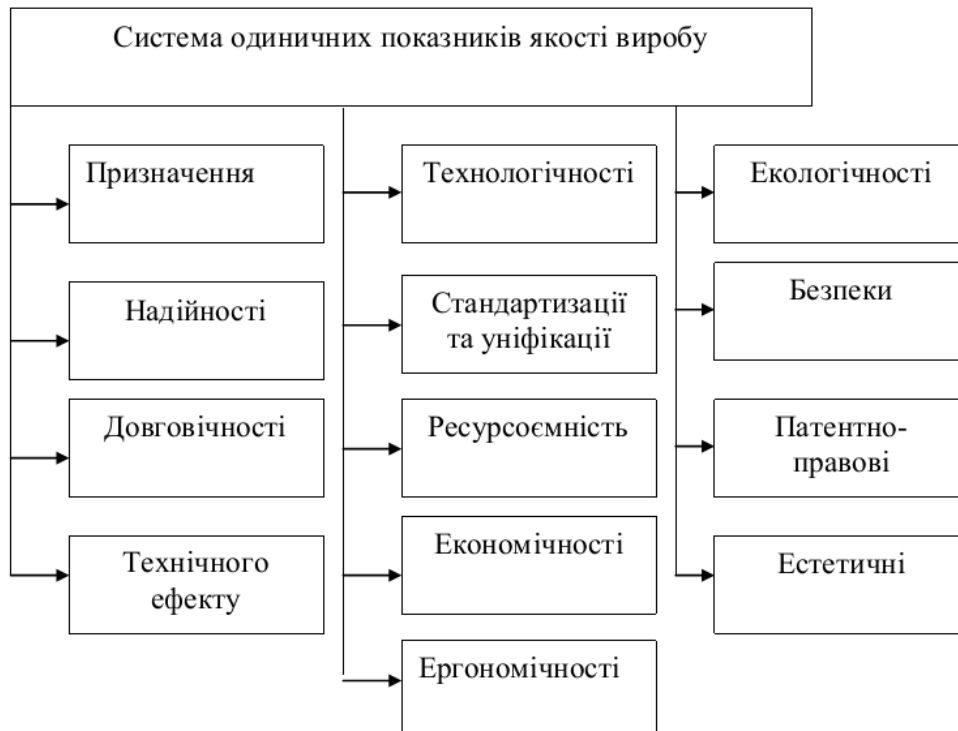 Система одиничних показників якості виробу
Призначення
Надійності
Довговічності
Технічного
ефекту
Технологічності
Стандартизації
та уніфікації
Ресурсоємність
Економічності
Ергономічності
Екологічності
Безпеки
Патентно-
правові
Естетичні